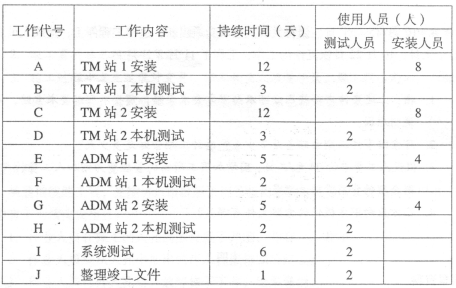 工作代号 工作内容 持续时间（天） 使用人员（人）
测试人员 安装人员
A TM 站 1 安装 12 8
B TM 站 1 本机测试 3 2
C TM 站 2 安装 12 8
D TM 站 2 本机测试 3 2
E ADM 站 1 安装 5 4
F ADM 站 1 本机测试 2 2
G ADM 站 2 安装 5 4
H ADM 站 2 本机测试 2 2
I 系统测试 6 2
J 整理竣工文件 1 2